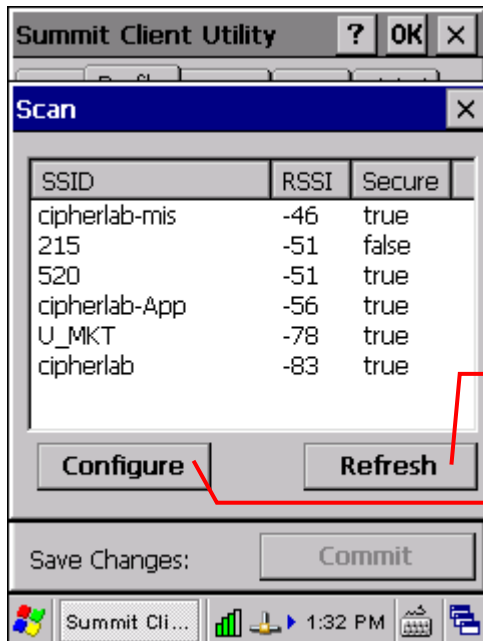 Summit Client Utility ? OK ×
Scan ×
SSID RSSI Secure
cipherlab-mis -46 true
215 -51 false
520 -51 true
cipherlab-App -56 true
U_MKT -78 true
cipherlab -83 true
Configure Refresh
Save Changes: Commit
Summit Cli... 1:32 PM